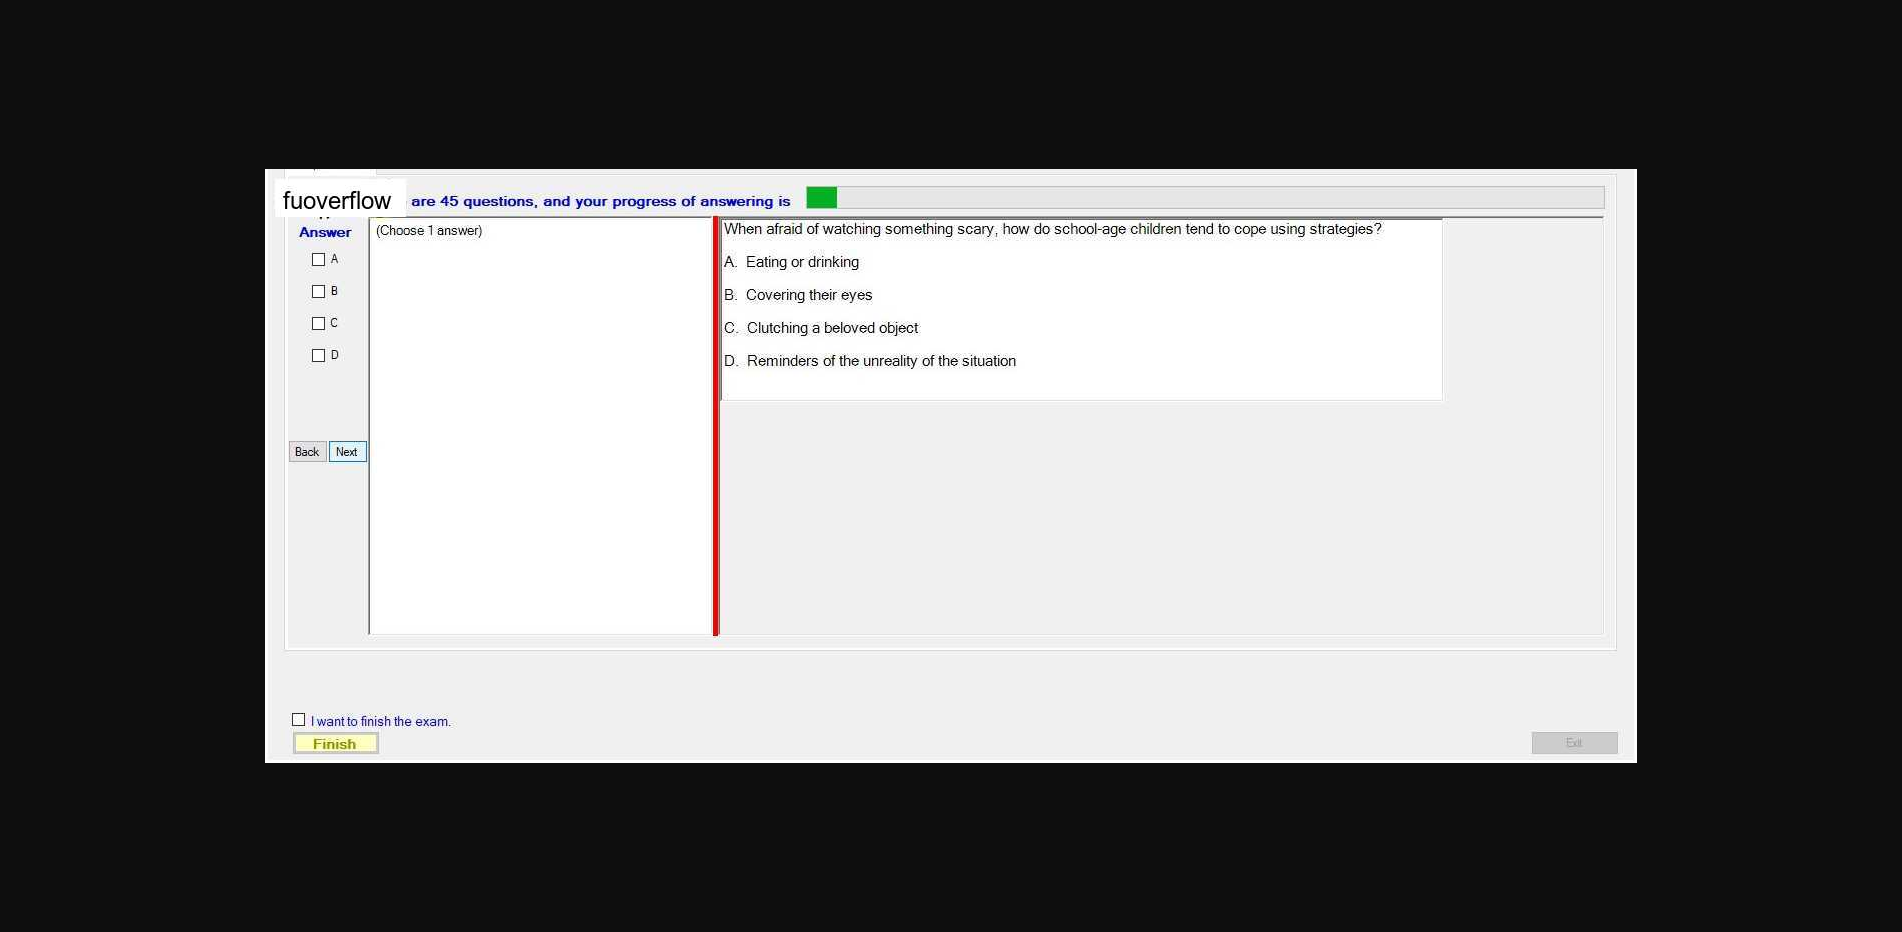 fuoverflow are 45 questions, and your progress of answering is
Answer
A
B
C
D
Back Next
(Choose 1 answer)
When afraid of watching something scary, how do school-age children tend to cope using strategies?
A. Eating or drinking
B. Covering their eyes
C. Clutching a beloved object
D. Reminders of the unreality of the situation
I want to finish the exam.
Finish
Exit